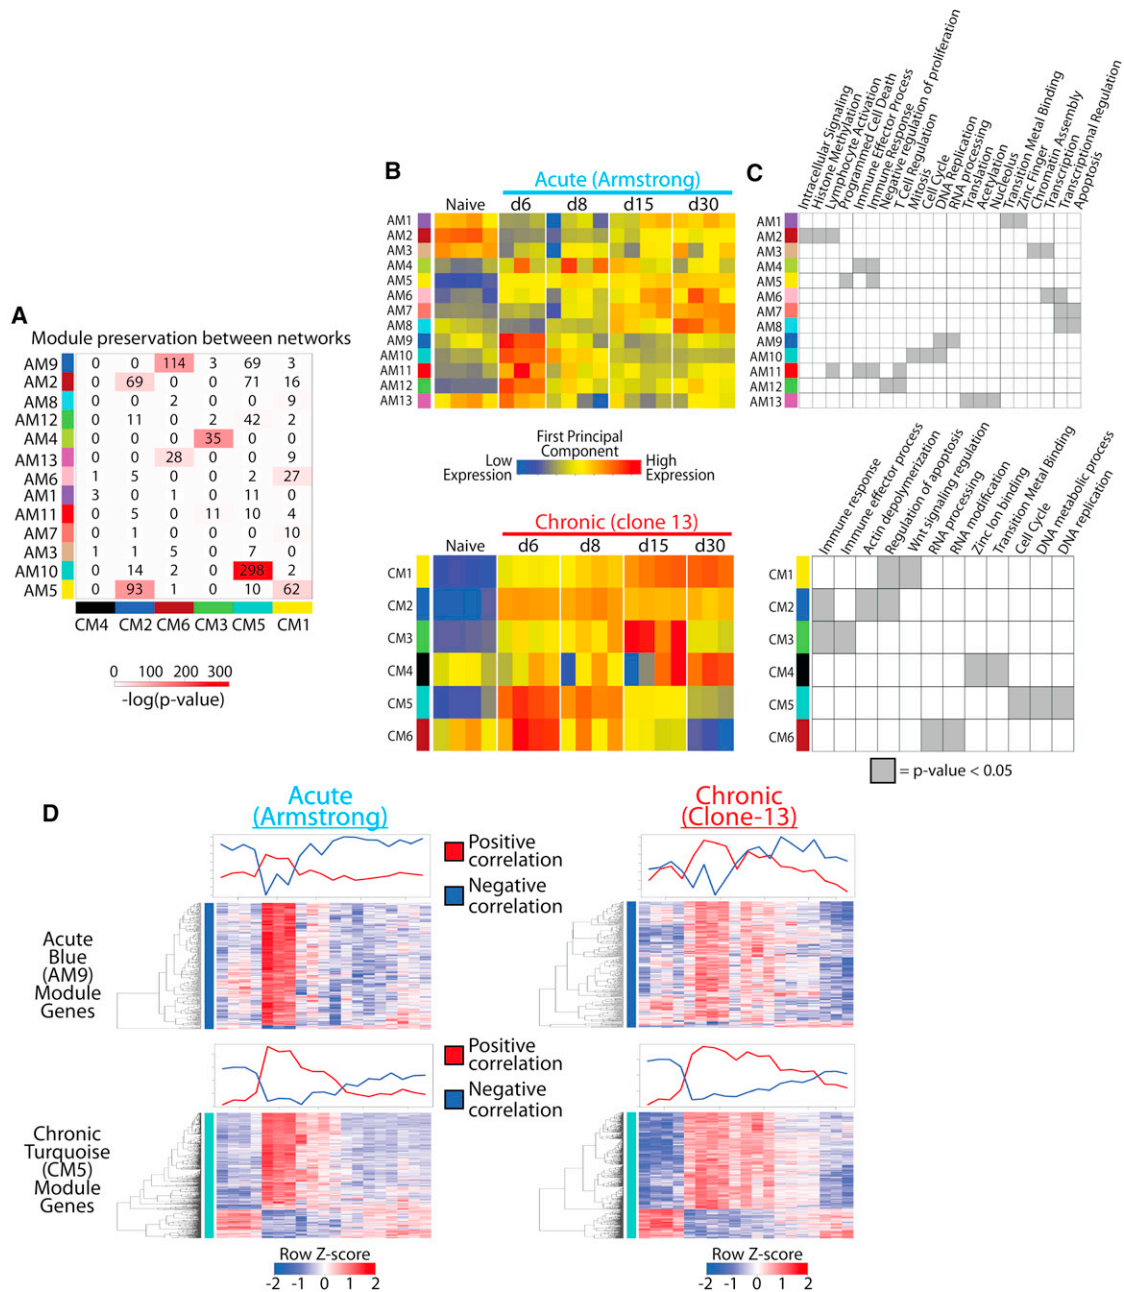 A
Module preservation between networks
AM9 0 0 114 3 69 3
AM2 0 69 0 0 71 16
AM8 0 0 2 0 0 9
AM12 0 11 0 2 42 2
AM4 0 0 0 35 0 0
AM13 0 0 28 0 0 9
AM6 1 5 0 0 2 27
AM1 3 0 1 0 11 0
AM11 0 5 0 11 10 4
AM7 0 1 0 0 0 10
AM3 1 1 5 0 7 0
AM10 0 14 2 0 298 2
AM5 0 93 1 0 10 62
CM4 CM2 CM6 CM3 CM5 CM1
0 100 200 300
-log(p-value)
B
Acute (Armstrong)
Naive d6 d8 d15 d30
AM1
AM2
AM3
AM4
AM5
AM6
AM7
AM8
AM9
AM10
AM11
AM12
AM13
First Principal
Component
Low
Expression
High
Expression
Chronic (clone 13)
Naive d6 d8 d15 d30
CM1
CM2
CM3
CM4
CM5
CM6
C
Intracellular Signaling
Histone Methylation
Lymphocyte Activation
Programmed Cell Death
Immune Effector Process
Immune Response
Negative regulation of proliferation
T Cell Regulation
Mitosis
Cell Cycle
DNA Replication
RNA processing
Translation
Acetylation
Nucleolus
Transition Metal Binding
Zinc Finger
Chromatin Assembly
Transcription
Transcriptional Regulation
Apoptosis
AM1
AM2
AM3
AM4
AM5
AM6
AM7
AM8
AM9
AM10
AM11
AM12
AM13
Immune response
Immune effector process
Actin depolymerization
Regulation of apoptosis
Wnt signaling regulation
RNA processing
RNA modification
Zinc Ion binding
Transition Metal Binding
Cell Cycle
DNA metabolic process
DNA replication
CM1
CM2
CM3
CM4
CM5
CM6
= p-value < 0.05
D
Acute
(Armstrong)
Chronic
(Clone-13)
Positive
correlation
Negative
correlation
Acute
Blue
(AM9)
Module
Genes
Positive
correlation
Negative
correlation
Chronic
Turquoise
(CM5)
Module
Genes
Row Z-score
-2 -1 0 1 2
Row Z-score
-2 -1 0 1 2